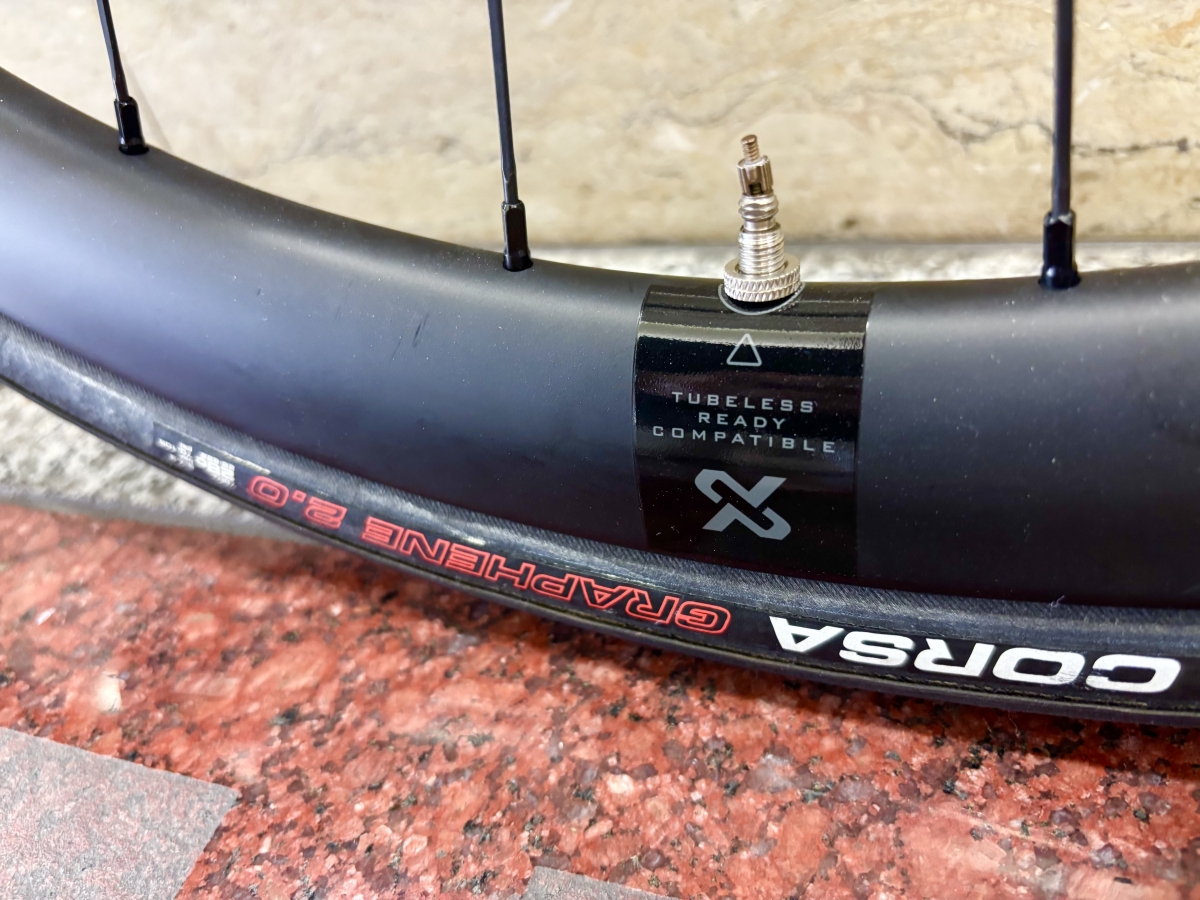 TUBELESS
READY
COMPATIBLE
CORSA
GRAPHENE 2.0